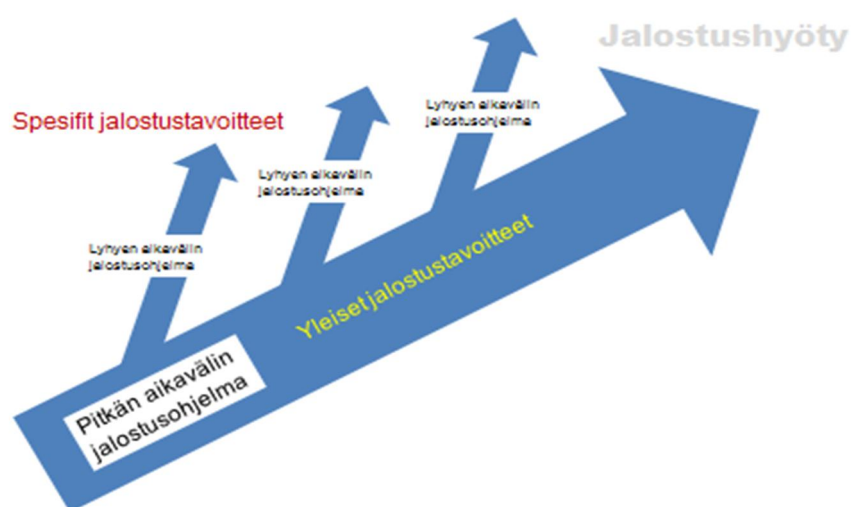 Jalostushyöty
Spesifit jalostustavoitteet
Lyhyen aikavälin
jalostusohjelma
Lyhyen aikavälin
jalostusohjelma
Lyhyen aikavälin
jalostusohjelma
Yleiset jalostustavoitteet
Pitkän aikavälin
jalostusohjelma